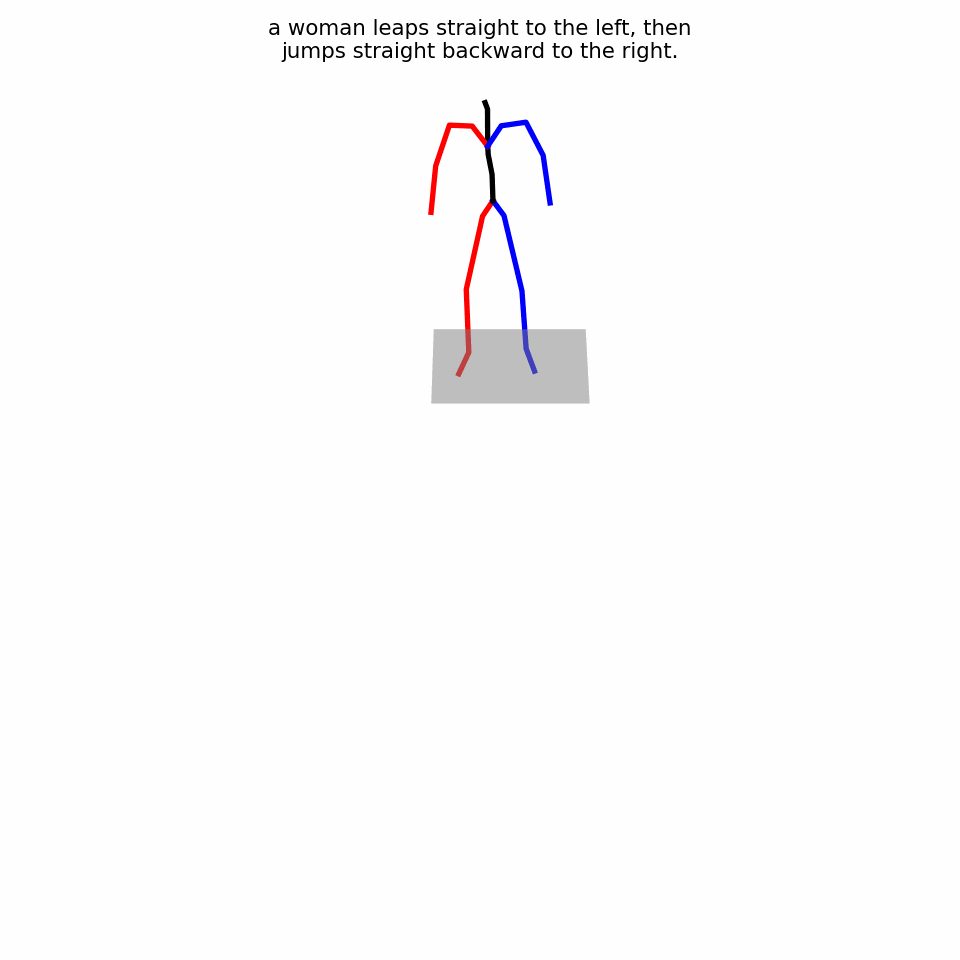 a woman leaps straight to the left, then
jumps straight backward to the right.